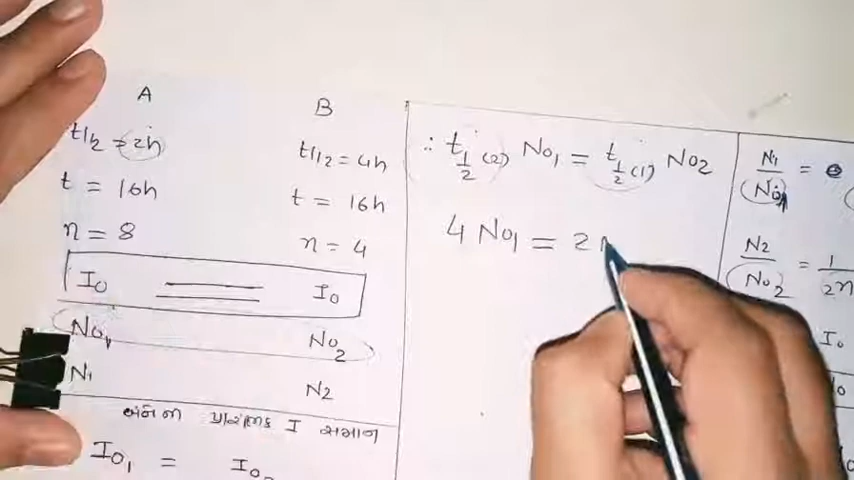 A B
t1/2 = 2h t1/2 = 4h
t = 16h t = 16h
n = 8 n = 4
I0 = I0
N01 N02
N1 N2
I સમાન
I01 = I02
∴ t1/2(2) N01 = t1/2(1) N02
4 N01 = 2
N1/N01 =
N2/N02 = 1/2n
I0